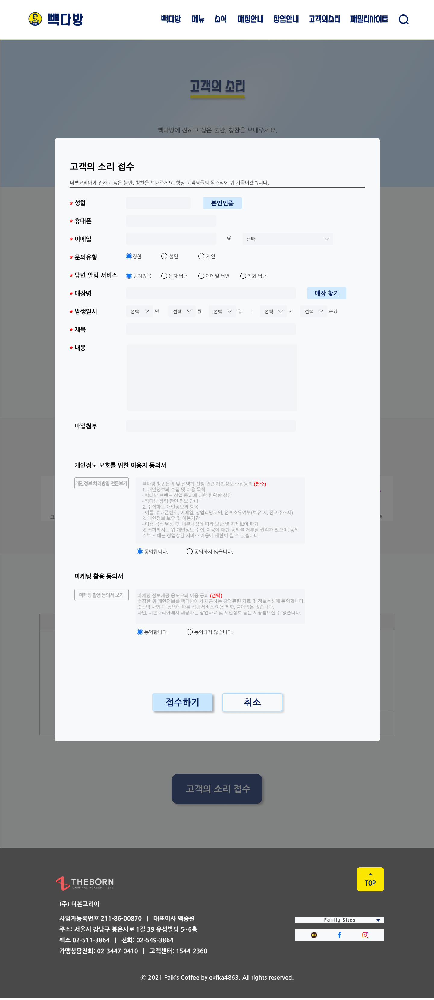 빽다방 빽다방 메뉴 소식 매장안내 창업안내 고객의소리 패밀리사이트
고객의 소리
빽다방에 전하고 싶은 불만, 칭찬을 보내주세요.
고객의 소리 접수
더본코리아에 전하고 싶은 불만, 칭찬을 보내주세요. 항상 고객님들의 목소리에 귀 기울이겠습니다.
* 성함 본인인증
* 휴대폰
* 이메일 @ 선택
* 문의유형 칭찬 불만 제안
* 답변 알림 서비스 받지않음 문자 답변 이메일 답변 전화 답변
* 매장명 매장 찾기
* 발생일시 선택 년 선택 월 선택 일 | 선택 시 선택 분경
* 제목
* 내용
파일첨부
개인정보 보호를 위한 이용자 동의서
개인정보 처리방침 전문보기
빽다방 창업문의 및 설명회 신청 관련 개인정보 수집동의 (필수)
1. 개인정보의 수집 및 이용 목적
- 빽다방 브랜드 창업 문의에 대한 원활한 상담
- 빽다방 창업 관련 정보 안내
2. 수집하는 개인정보의 항목
- 이름, 휴대폰번호, 이메일, 창업희망지역, 점포소유여부(보유 시, 점포주소지)
3. 개인정보 보유 및 이용기간
- 이용 목적 달성 후, 내부규정에 따라 보관 및 지체없이 파기
※ 귀하께서는 위 개인정보 수집, 이용에 대한 동의를 거부할 권리가 있으며, 동의
거부 시에는 창업상담 서비스 이용에 제한이 될 수 있습니다.
고
동의합니다. 동의하지 않습니다.
마케팅 활용 동의서
마케팅 활용 동의서 보기
마케팅 정보제공 용도로의 이용 동의 (선택)
수집한 위 개인정보를 빽다방에서 제공하는 창업관련 자료 및 정보수신에 동의합니다.
※선택 사항 미 동의에 따른 상담서비스 이용 제한, 불이익은 없습니다.
다만, 더본코리아에서 제공하는 창업자료 및 제안정보 등은 제공받으실 수 없습니다.
동의합니다. 동의하지 않습니다.
접수하기 취소
고객의 소리 접수
THEBORN
ORIGINAL KOREAN TASTE
TOP
(주) 더본코리아
사업자등록번호 211-86-00870 | 대표이사 백종원
주소: 서울시 강남구 봉은사로 1길 39 유성빌딩 5~6층
팩스 02-511-3864 | 전화: 02-549-3864
가맹상담전화: 02-3447-0410 | 고객센터: 1544-2360
Family Sites
TALK
ⓒ 2021 Paik's Coffee by ekfka4863. All rights reserved.